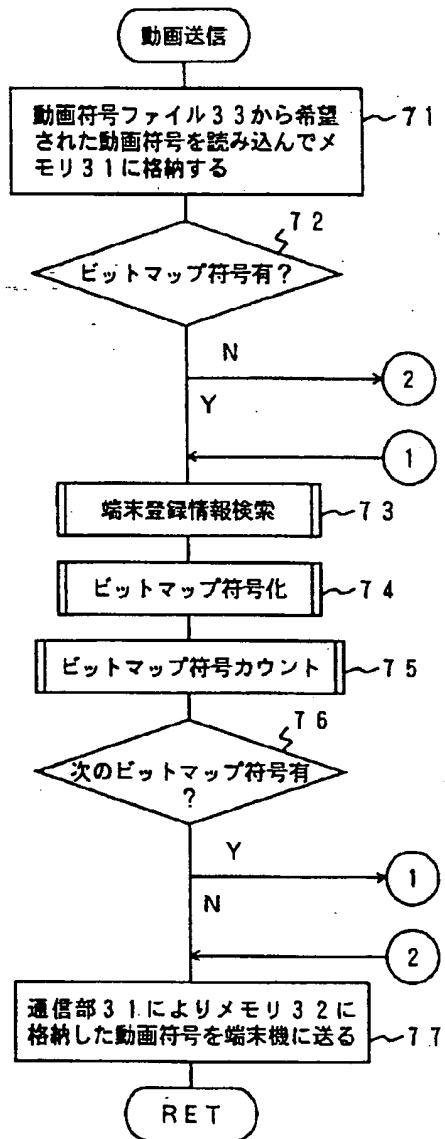 動画送信
動画符号ファイル33から希望
された動画符号を読み込んでメ
モリ31に格納する
71
72
ビットマップ符号有?
N
2
Y
1
端末登録情報検索
73
ビットマップ符号化
74
ビットマップ符号カウント
75
76
次のビットマップ符号有
?
Y
1
N
2
通信部31によりメモリ32に
格納した動画符号を端末機に送る
77
RET